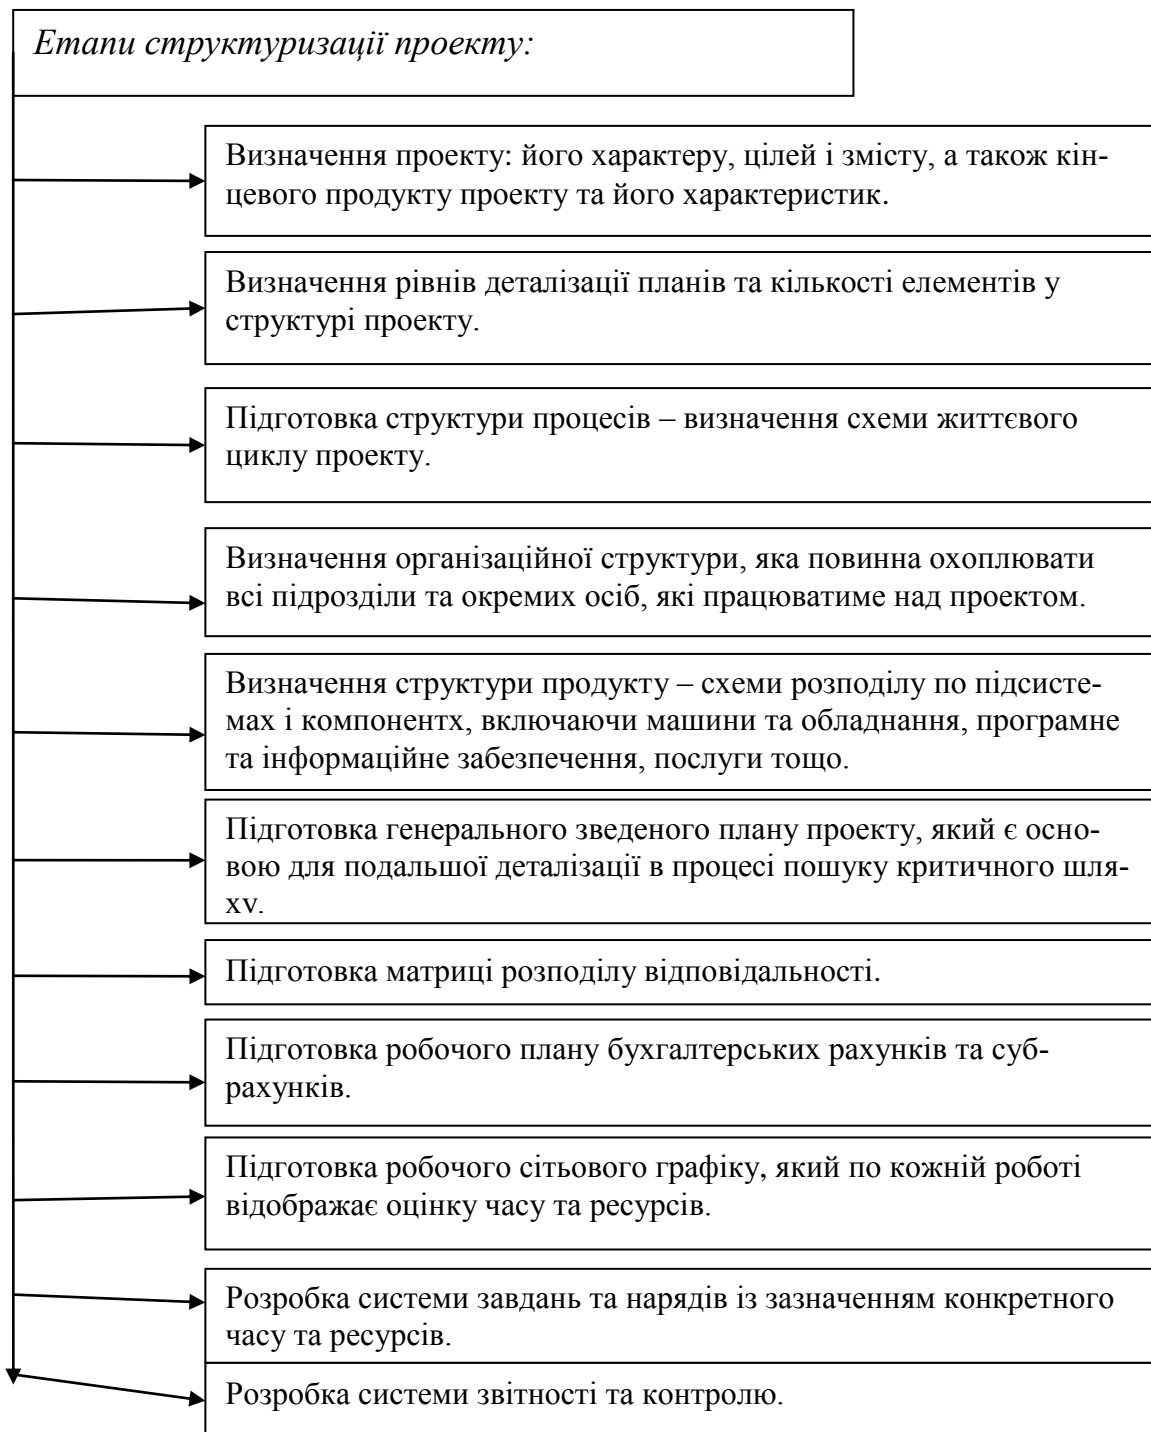 Етапи структуризації проекту:
Визначення проекту: його характеру, цілей і змісту, а також кін-
цевого продукту проекту та його характеристик.
Визначення рівнів деталізації планів та кількості елементів у
структурі проекту.
Підготовка структури процесів – визначення схеми життєвого
циклу проекту.
Визначення організаційної структури, яка повинна охоплювати
всі підрозділи та окремих осіб, які працюватиме над проектом.
Визначення структури продукту – схеми розподілу по підсисте-
мах і компонентх, включаючи машини та обладнання, програмне
та інформаційне забезпечення, послуги тощо.
Підготовка генерального зведеного плану проекту, який є осно-
вою для подальшої деталізації в процесі пошуку критичного шля-
ху.
Підготовка матриці розподілу відповідальності.
Підготовка робочого плану бухгалтерських рахунків та суб-
рахунків.
Підготовка робочого сітьового графіку, який по кожній роботі
відображає оцінку часу та ресурсів.
Розробка системи завдань та нарядів із зазначенням конкретного
часу та ресурсів.
Розробка системи звітності та контролю.